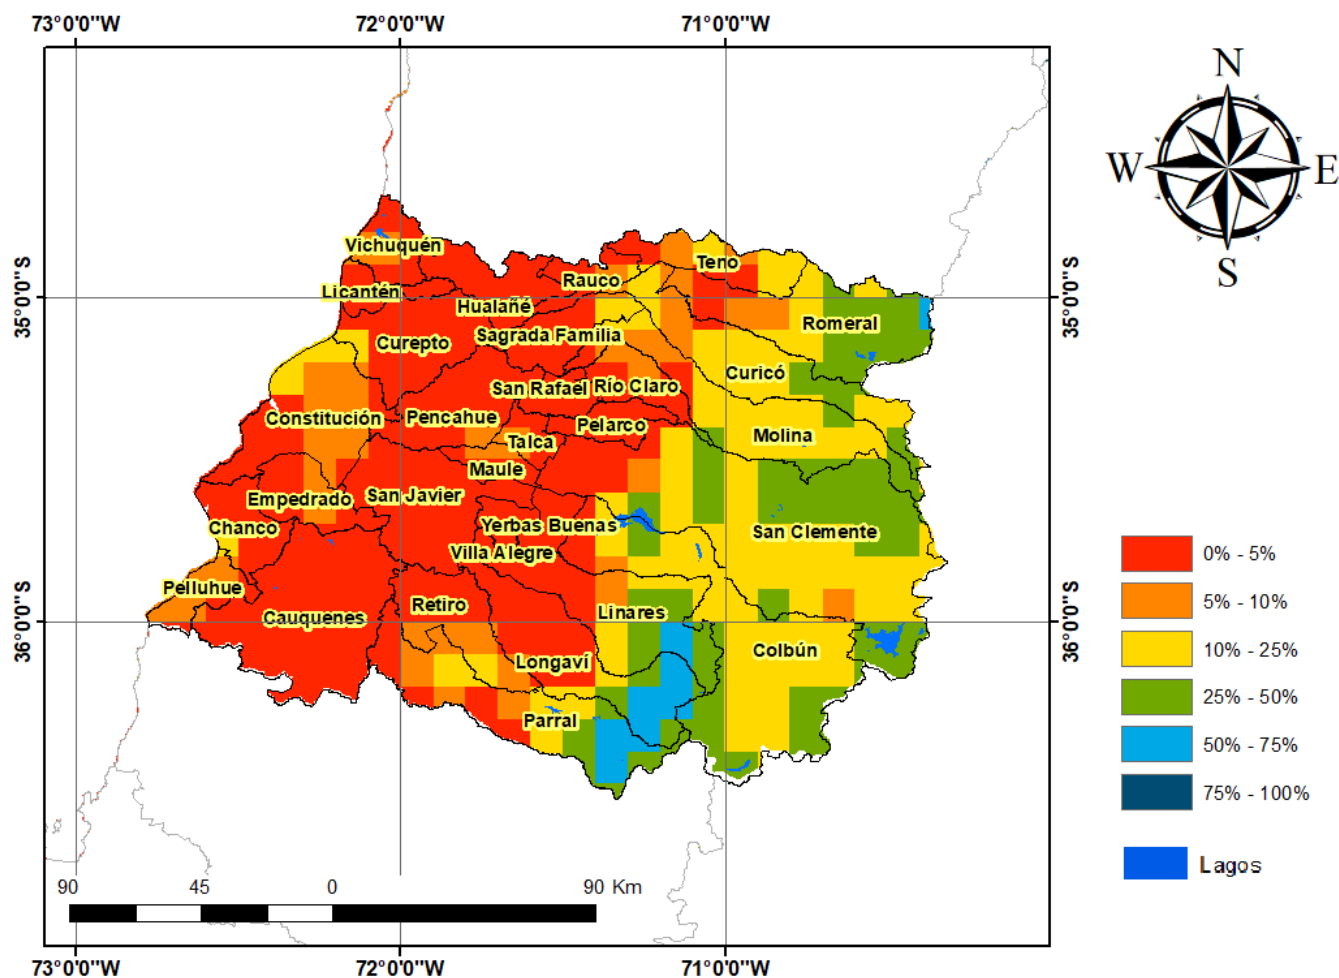 73°0'0"W 72°0'0"W 71°0'0"W
N
W E
S
35°0'0"S
35°0'0"S
36°0'0"S
36°0'0"S
Vichuquén
Teno
Licantén
Rauco
Hualañé
Romeral
Sagrada Familia
Curepto
Curicó
San Rafael
Río Claro
Constitución
Pencahue
Pelarco
Molina
Talca
Maule
Empedrado
San Javier
Chanco
Yerbas Buenas
San Clemente
Villa Alegre
Pelluhue
Retiro
Linares
Cauquenes
Colbún
Longaví
Parral
0% - 5%
5% - 10%
10% - 25%
25% - 50%
50% - 75%
75% - 100%
Lagos
90 45 0 90 Km
73°0'0"W 72°0'0"W 71°0'0"W